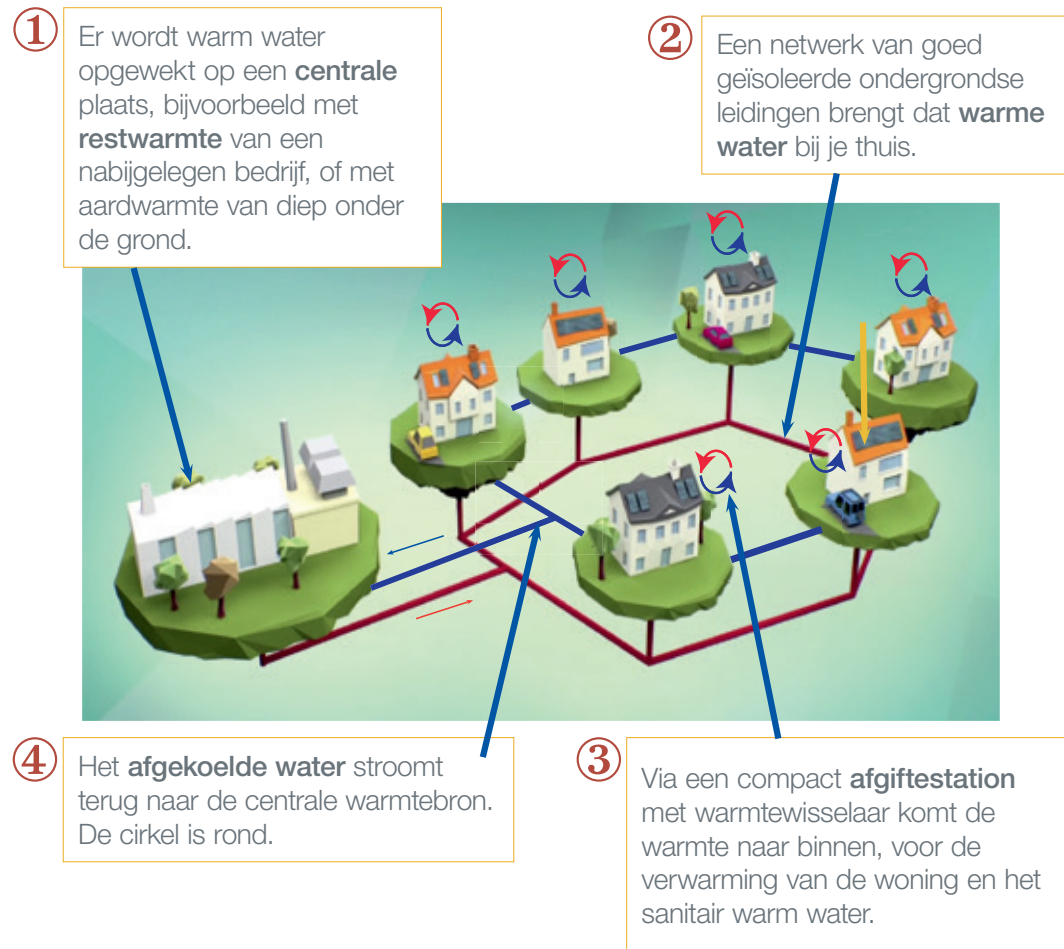 ①
Er wordt warm water
opgewekt op een centrale
plaats, bijvoorbeeld met
restwarmte van een
nabijgelegen bedrijf, of met
aardwarmte van diep onder
de grond.
②
Een netwerk van goed
geïsoleerde ondergrondse
leidingen brengt dat warme
water bij je thuis.
④
Het afgekoelde water stroomt
terug naar de centrale warmtebron.
De cirkel is rond.
③
Via een compact afgiftestation
met warmtewisselaar komt de
warmte naar binnen, voor de
verwarming van de woning en het
sanitair warm water.